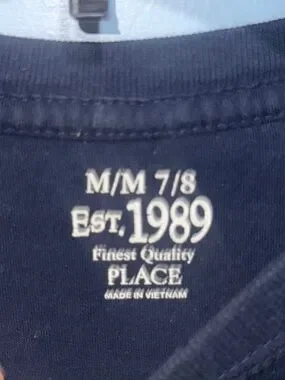 M/M 7/8
EST. 1989
Finest Quality
PLACE
MADE IN VIETNAM